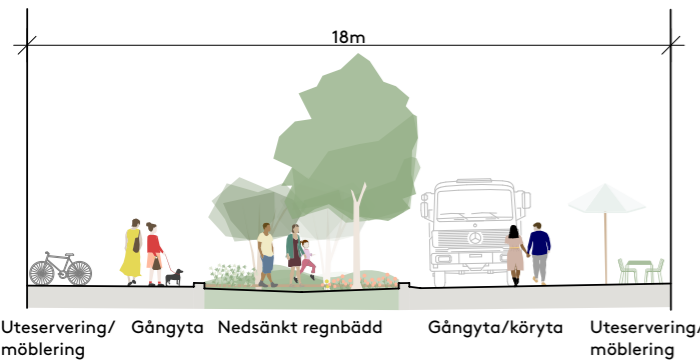 18m
Uteservering/
möblering
Gångyta
Nedsänkt regnbädd
Gångyta/köryta
Uteservering/
möblering